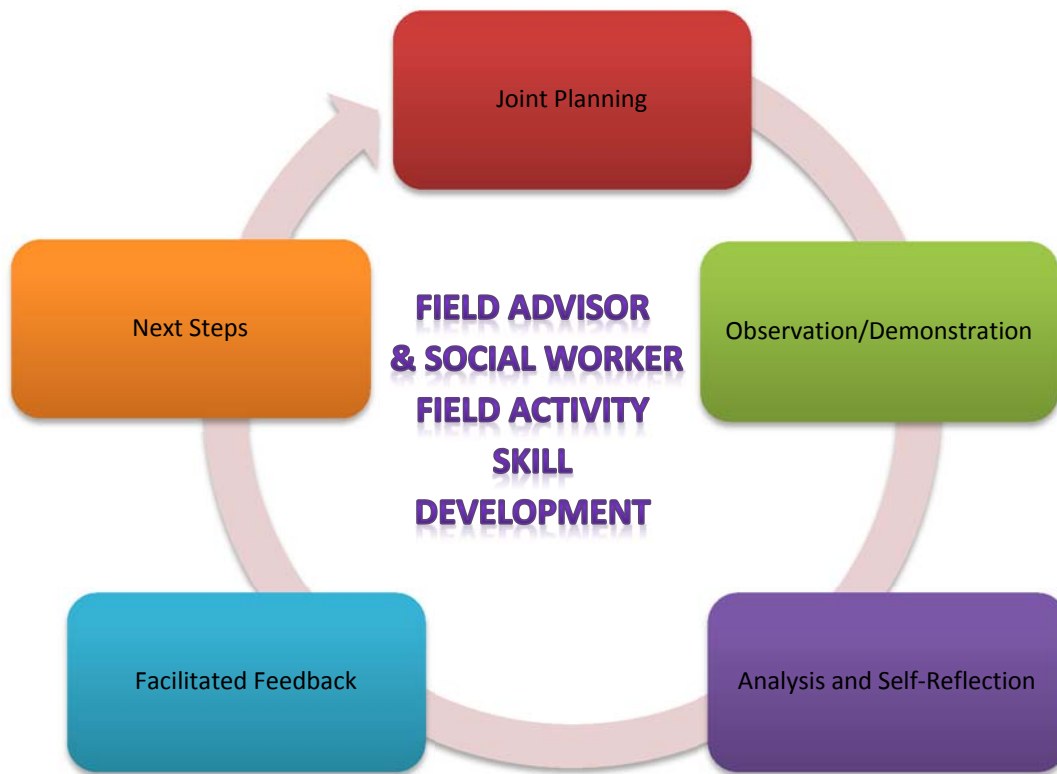 Joint Planning
Observation/Demonstration
Analysis and Self-Reflection
Facilitated Feedback
Next Steps
FIELD ADVISOR
& SOCIAL WORKER
FIELD ACTIVITY
SKILL
DEVELOPMENT